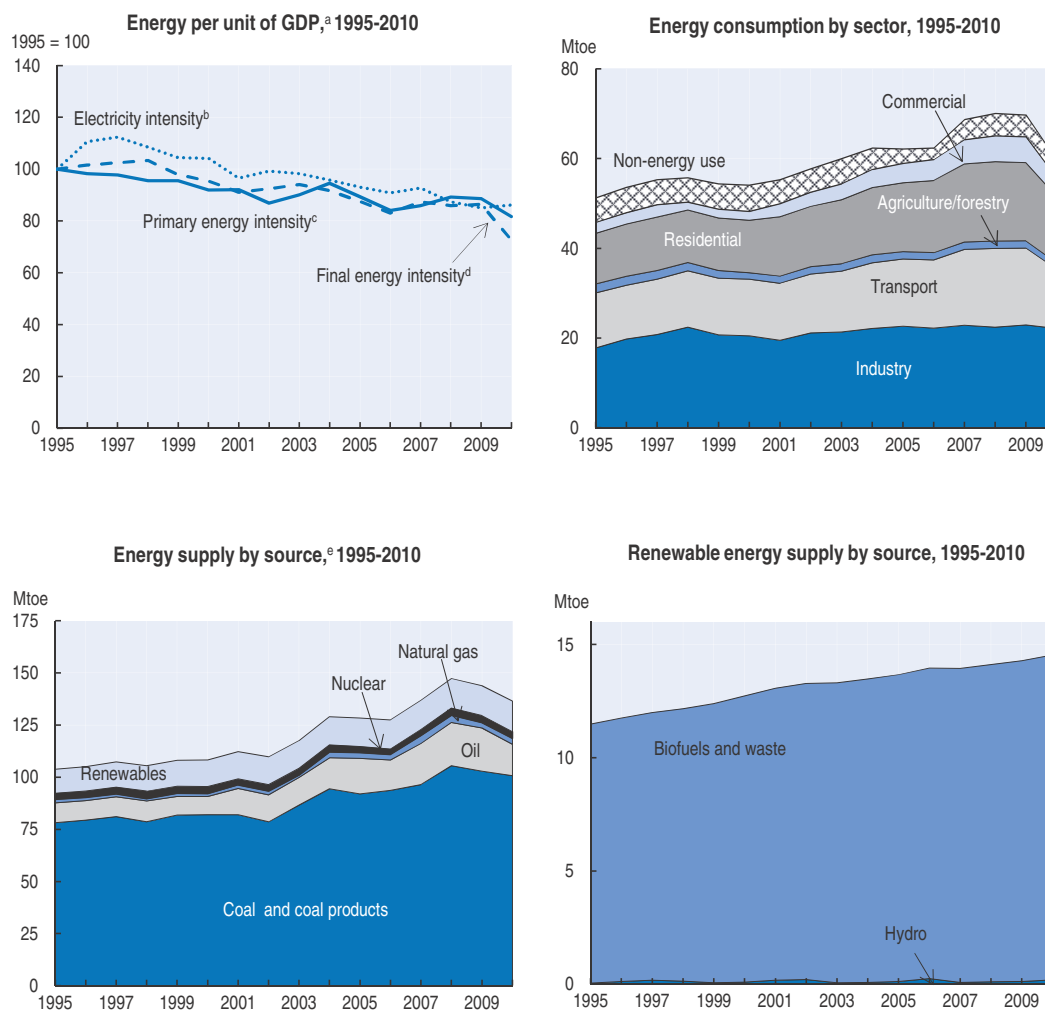 Energy per unit of GDP,ᵃ 1995-2010
1995 = 100
140
120
100
80
60
40
20
0
Electricity intensityᵇ
Primary energy intensityᶜ
Final energy intensityᵈ
1995 1997 1999 2001 2003 2005 2007 2009
Energy consumption by sector, 1995-2010
Mtoe
80
60
40
20
0
Commercial
Non-energy use
Agriculture/forestry
Residential
Transport
Industry
1995 1997 1999 2001 2003 2005 2007 2009
Energy supply by source,ᵉ 1995-2010
Mtoe
175
150
125
100
75
50
25
0
Natural gas
Nuclear
Oil
Renewables
Coal and coal products
1995 1997 1999 2001 2003 2005 2007 2009
Renewable energy supply by source, 1995-2010
Mtoe
15
10
5
0
Biofuels and waste
Hydro
1995 1997 1999 2001 2003 2005 2007 2009